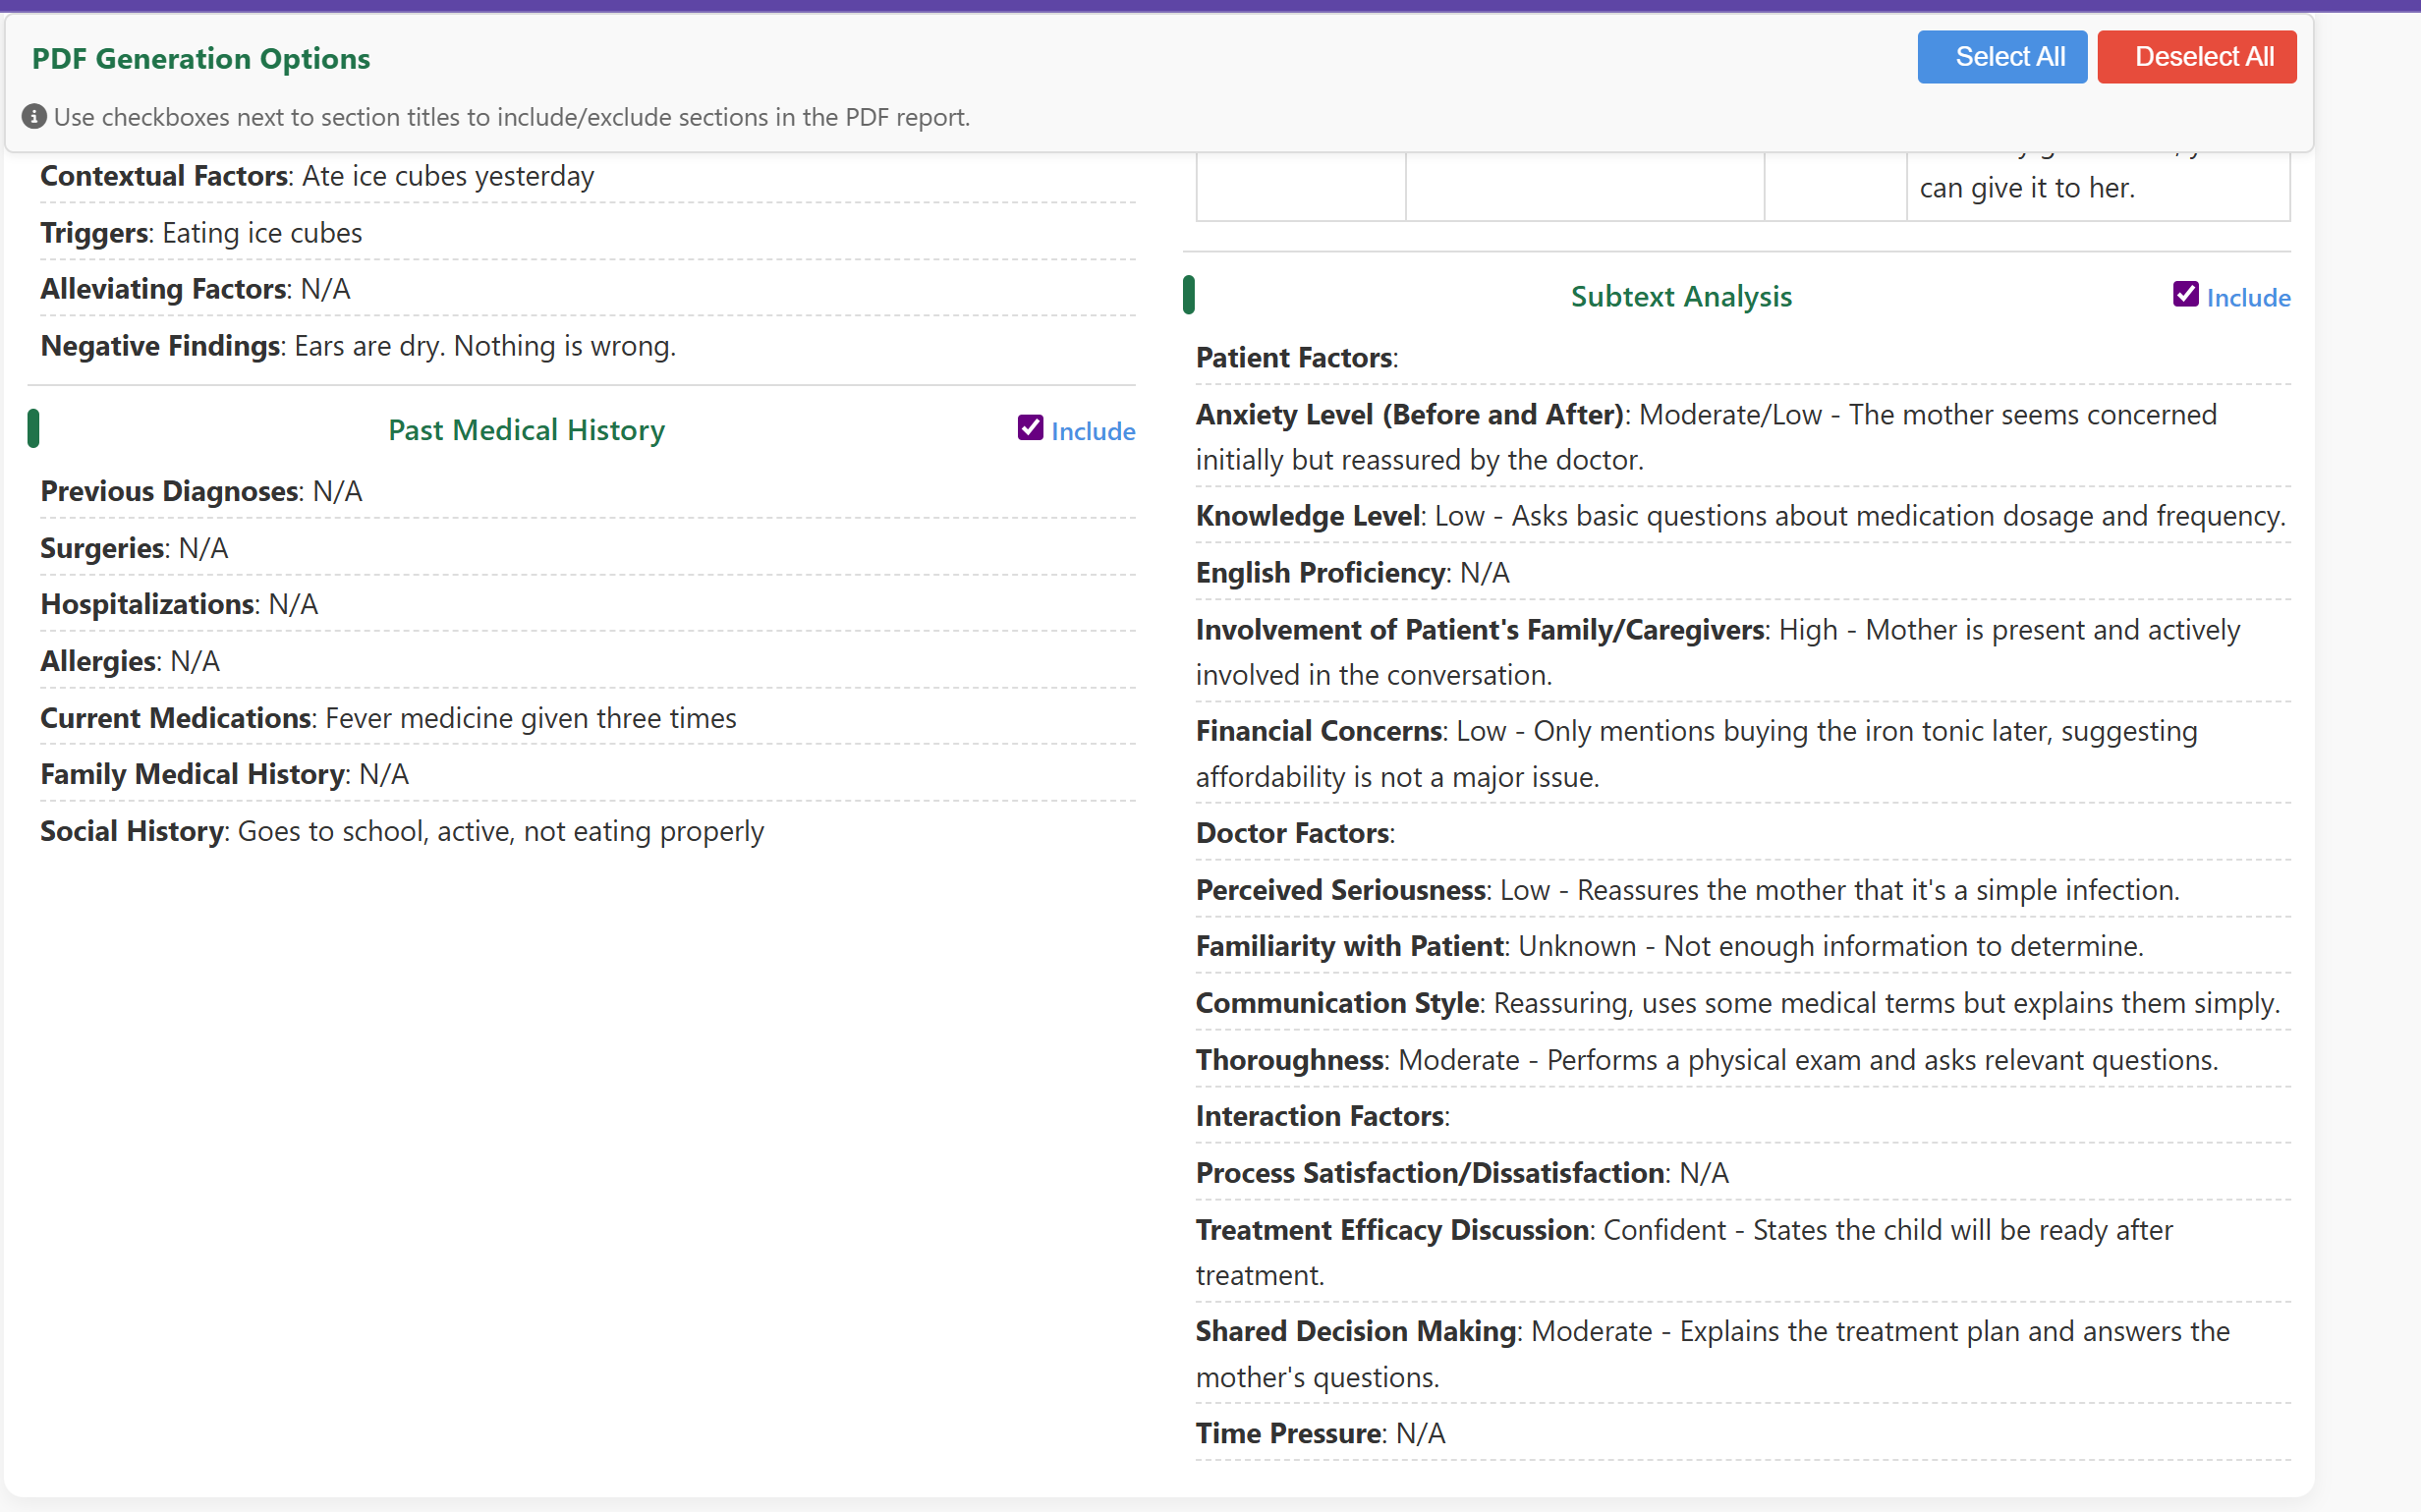 PDF Generation Options
Select All
Deselect All
Use checkboxes next to section titles to include/exclude sections in the PDF report.
Contextual Factors: Ate ice cubes yesterday
Triggers: Eating ice cubes
Alleviating Factors: N/A
Negative Findings: Ears are dry. Nothing is wrong.
Past Medical History
Include
Previous Diagnoses: N/A
Surgeries: N/A
Hospitalizations: N/A
Allergies: N/A
Current Medications: Fever medicine given three times
Family Medical History: N/A
Social History: Goes to school, active, not eating properly
can give it to her.
Subtext Analysis
Include
Patient Factors:
Anxiety Level (Before and After): Moderate/Low - The mother seems concerned
initially but reassured by the doctor.
Knowledge Level: Low - Asks basic questions about medication dosage and frequency.
English Proficiency: N/A
Involvement of Patient's Family/Caregivers: High - Mother is present and actively
involved in the conversation.
Financial Concerns: Low - Only mentions buying the iron tonic later, suggesting
affordability is not a major issue.
Doctor Factors:
Perceived Seriousness: Low - Reassures the mother that it's a simple infection.
Familiarity with Patient: Unknown - Not enough information to determine.
Communication Style: Reassuring, uses some medical terms but explains them simply.
Thoroughness: Moderate - Performs a physical exam and asks relevant questions.
Interaction Factors:
Process Satisfaction/Dissatisfaction: N/A
Treatment Efficacy Discussion: Confident - States the child will be ready after
treatment.
Shared Decision Making: Moderate - Explains the treatment plan and answers the
mother's questions.
Time Pressure: N/A